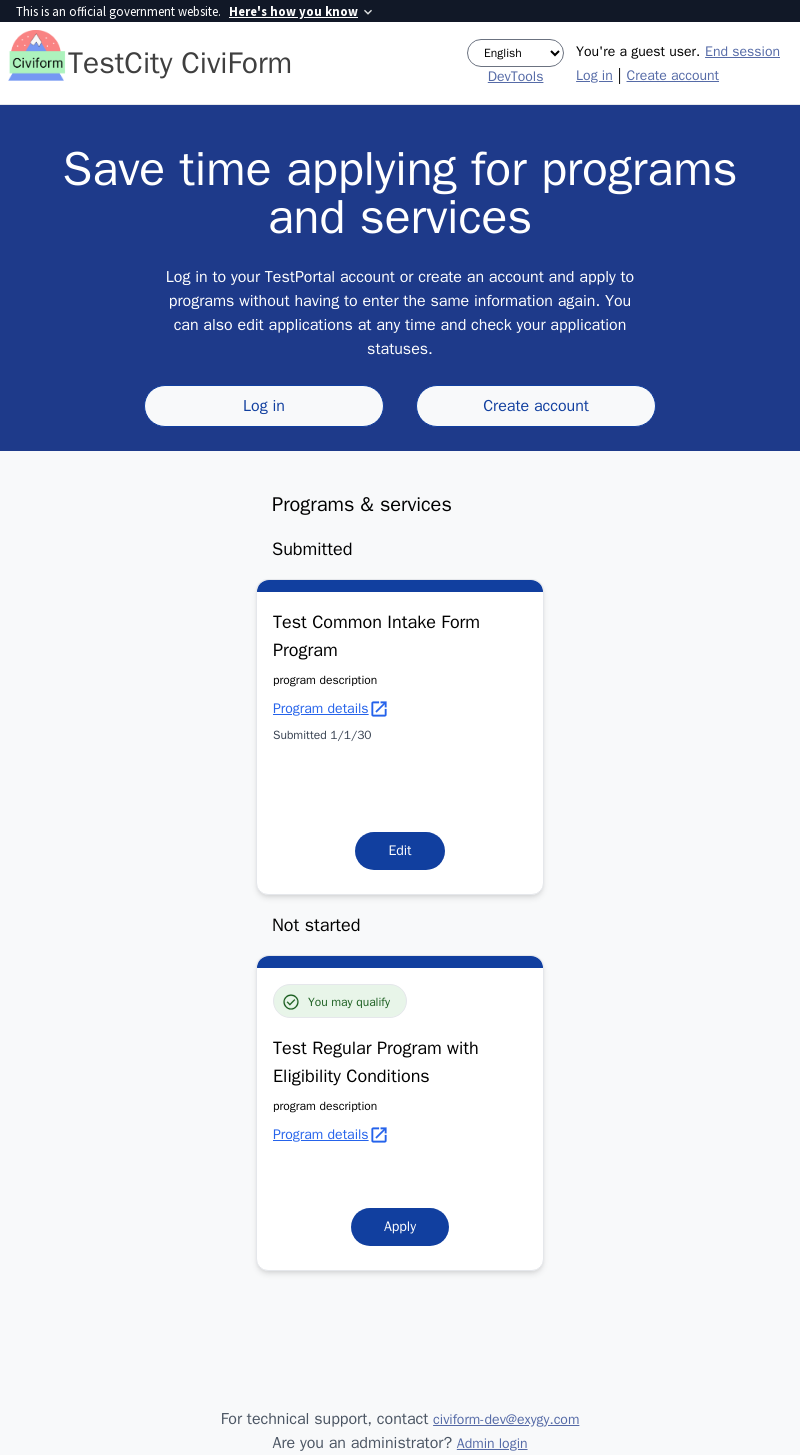 This is an official government website. Here's how you know
Civiform
TestCity CiviForm
English
DevTools
You're a guest user. End session
Log in | Create account
Save time applying for programs
and services
Log in to your TestPortal account or create an account and apply to
programs without having to enter the same information again. You
can also edit applications at any time and check your application
statuses.
Log in
Create account
Programs & services
Submitted
Test Common Intake Form
Program
program description
Program details
Submitted 1/1/30
Edit
Not started
You may qualify
Test Regular Program with
Eligibility Conditions
program description
Program details
Apply
For technical support, contact civiform-dev@exygy.com
Are you an administrator? Admin login